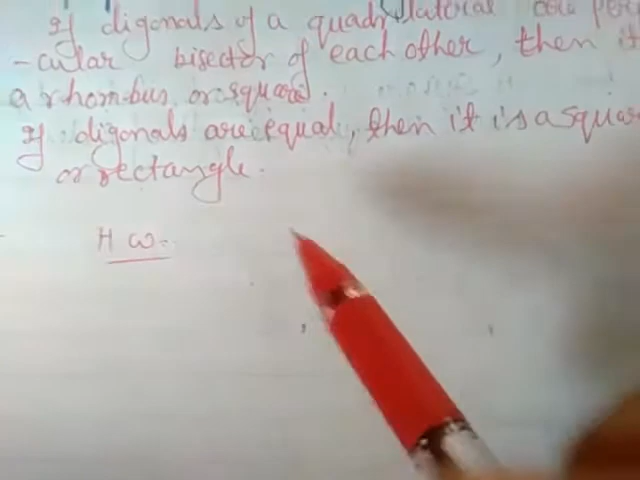 If digonals of a quadrilateral are per
-cular bisector of each other, then it
a rhombus or square.
If digonals are equal, then it is a squa
or rectangle.
H W.